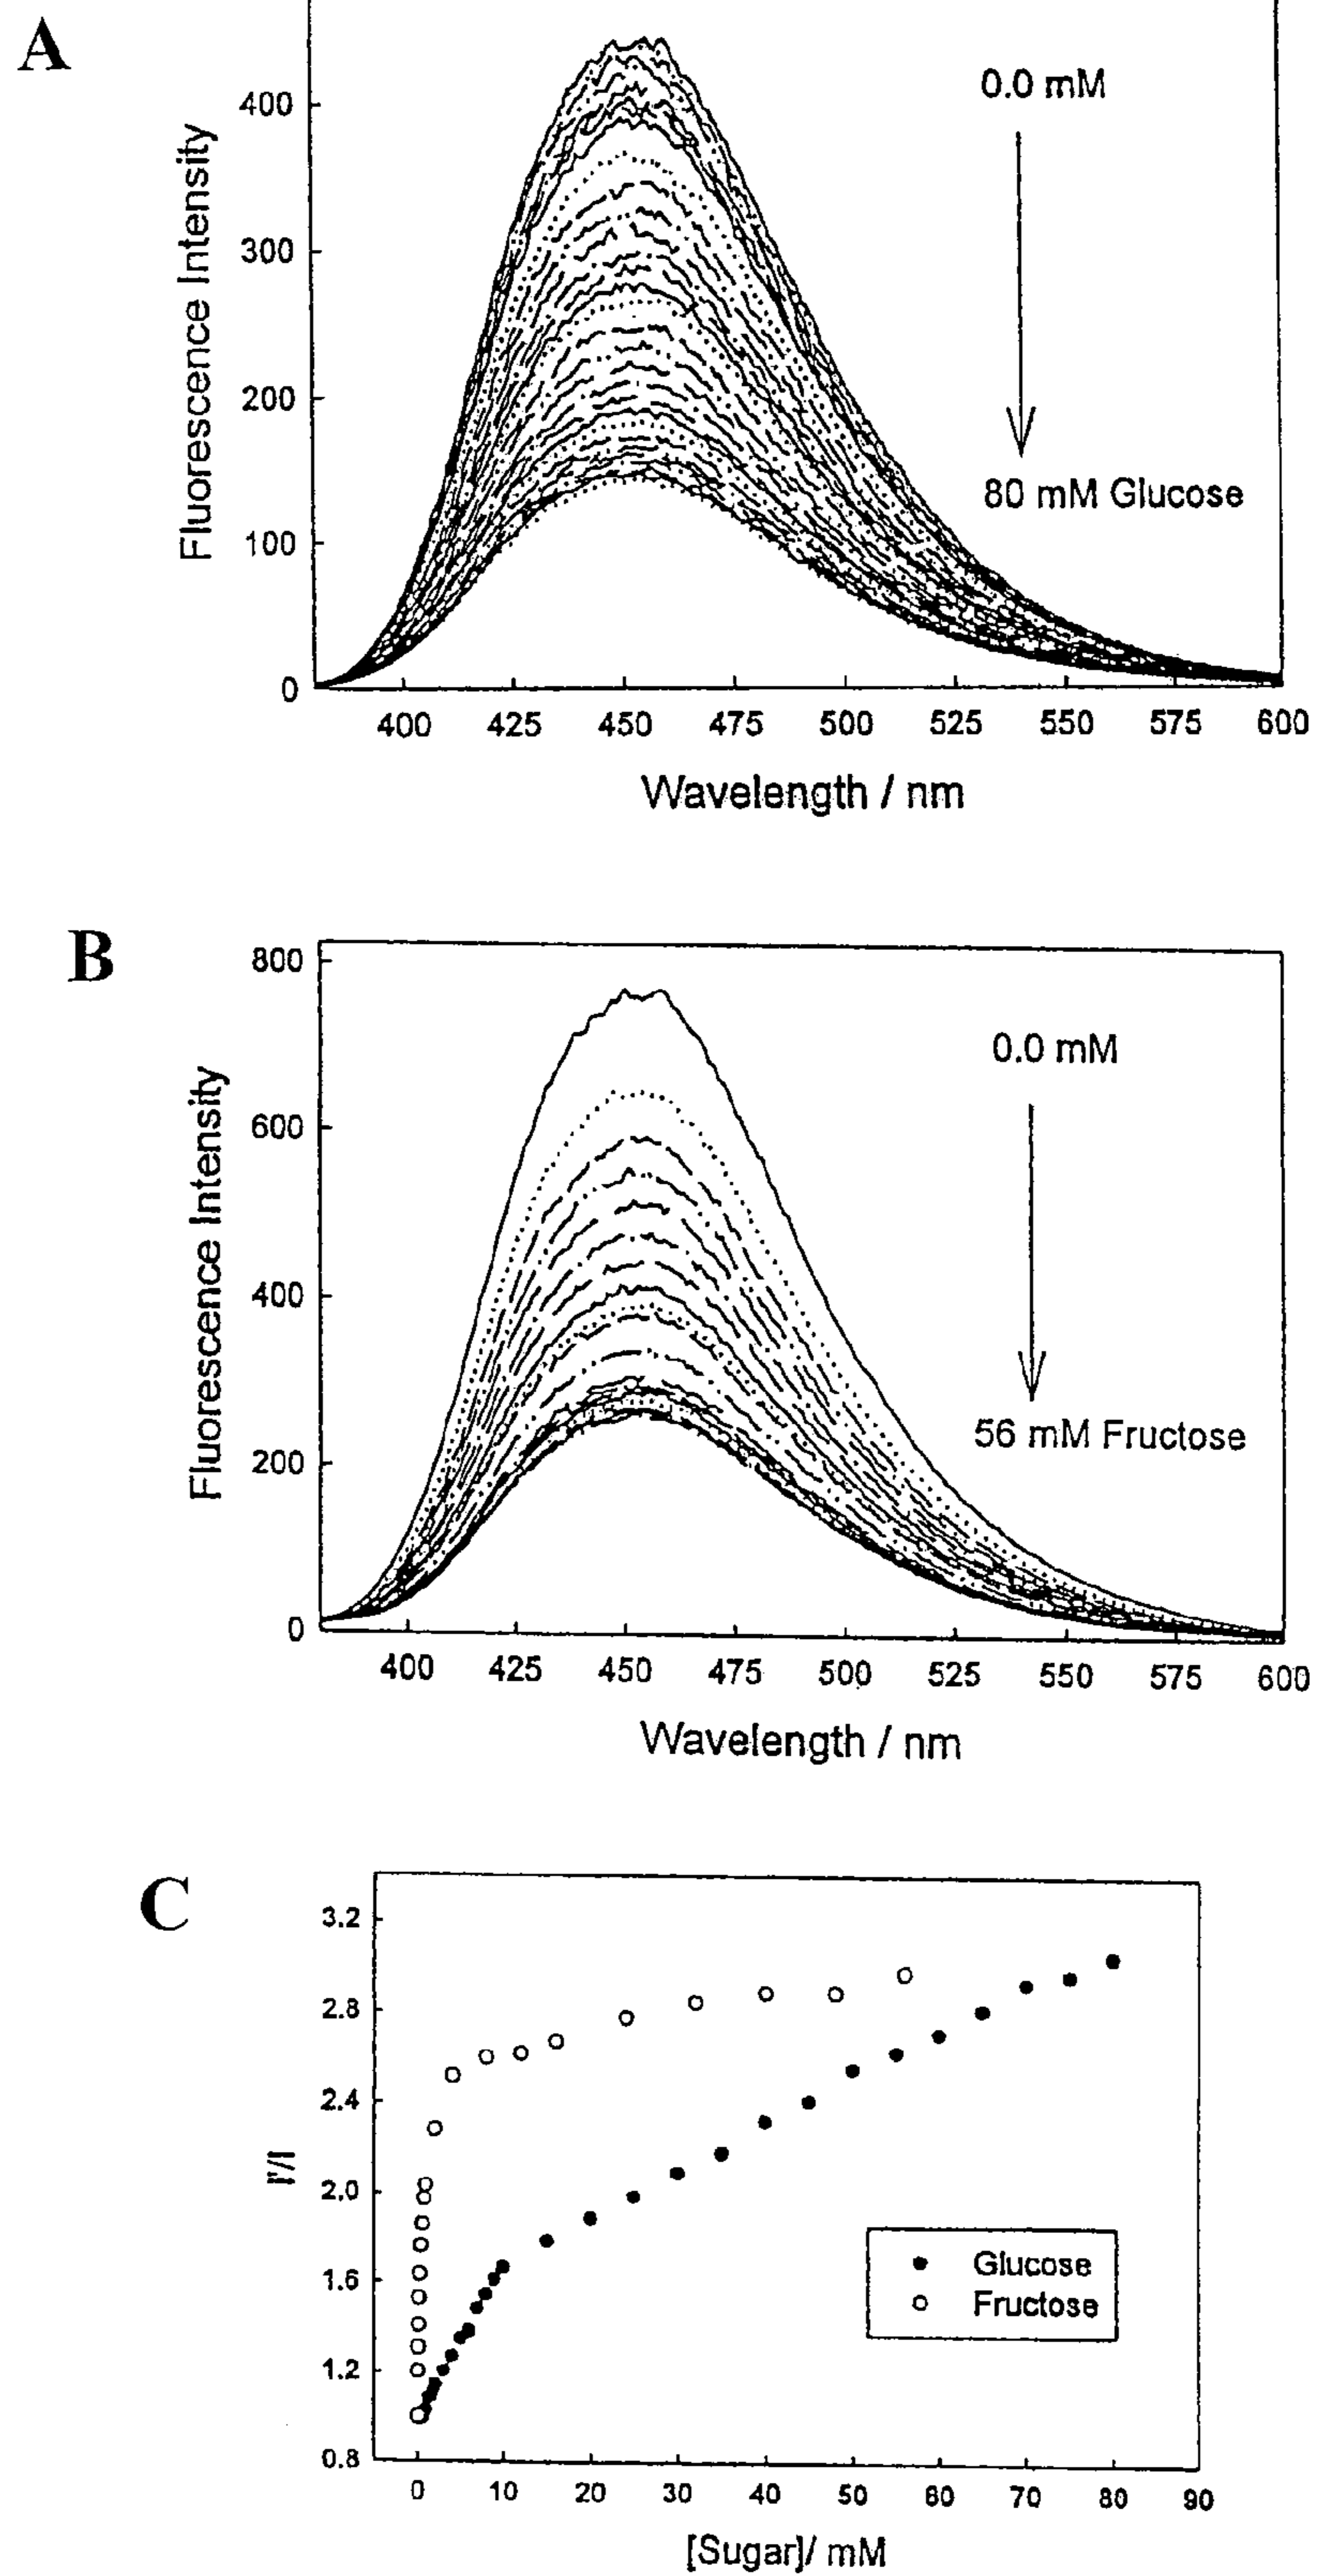 A
400
300
200
100
0
Fluorescence Intensity
0.0 mM
80 mM Glucose
400 425 450 475 500 525 550 575 600
Wavelength / nm
B
800
600
400
200
0
Fluorescence Intensity
0.0 mM
56 mM Fructose
400 425 450 475 500 525 550 575 600
Wavelength / nm
C
3.2
2.8
2.4
2.0
1.6
1.2
0.8
I'/I
Glucose
Fructose
0 10 20 30 40 50 60 70 80 90
[Sugar]/ mM